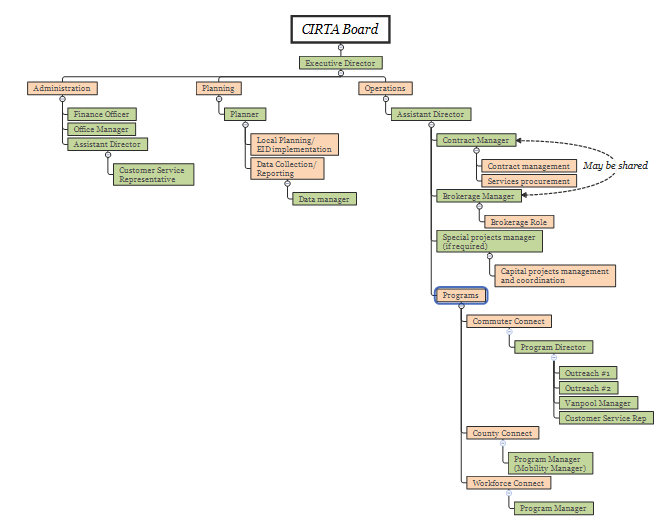 CIRTA Board
Executive Director
Administration
Planning
Operations
Finance Officer
Office Manager
Assistant Director
Customer Service
Representative
Planner
Local Planning/
EID implementation
Data Collection/
Reporting
Data manager
Assistant Director
Contract Manager
May be shared
Contract management
Services procurement
Brokerage Manager
Brokerage Role
Special projects manager
(if required)
Capital projects management
and coordination
Programs
Commuter Connect
Program Director
Outreach #1
Outreach #2
Vanpool Manager
Customer Service Rep
County Connect
Program Manager
(Mobility Manager)
Workforce Connect
Program Manager